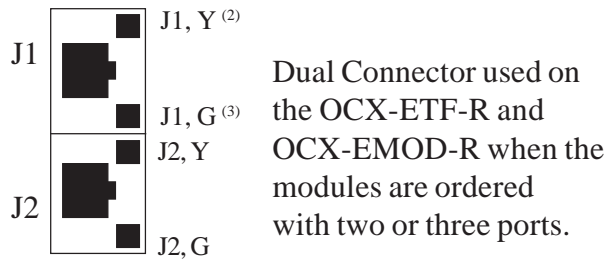 J1
J1, Y (2)
J1, G (3)
J2
J2, Y
J2, G
Dual Connector used on
the OCX-ETF-R and
OCX-EMOD-R when the
modules are ordered
with two or three ports.